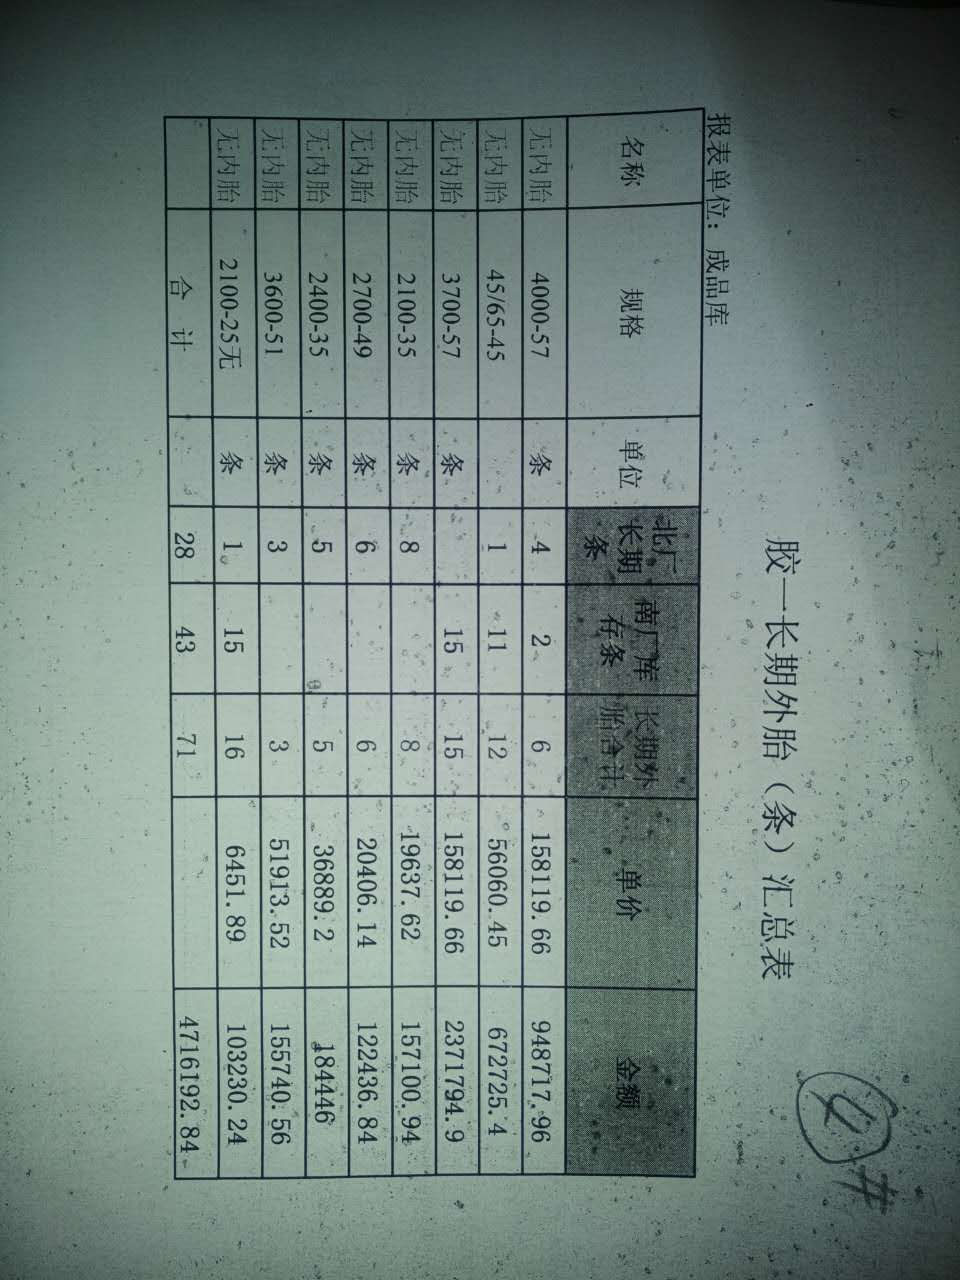 4#
胶一长期外胎（条）汇总表
报表单位：成品库
名称 规格 单位 北厂长期条 南厂库存条 长期外胎合计 单价 金额
无内胎 4000-57 条 4 2 6 158119.66 948717.96
无内胎 45/65-45 1 11 12 56060.45 672725.4
无内胎 3700-57 条 15 15 158119.66 2371794.9
无内胎 2100-35 条 8 8 19637.62 157100.94
无内胎 2700-49 条 6 6 20406.14 122436.84
无内胎 2400-35 条 5 5 36889.2 184446
无内胎 3600-51 条 3 3 51913.52 155740.56
无内胎 2100-25无 条 1 15 16 6451.89 103230.24
合 计 28 43 71 4716192.84